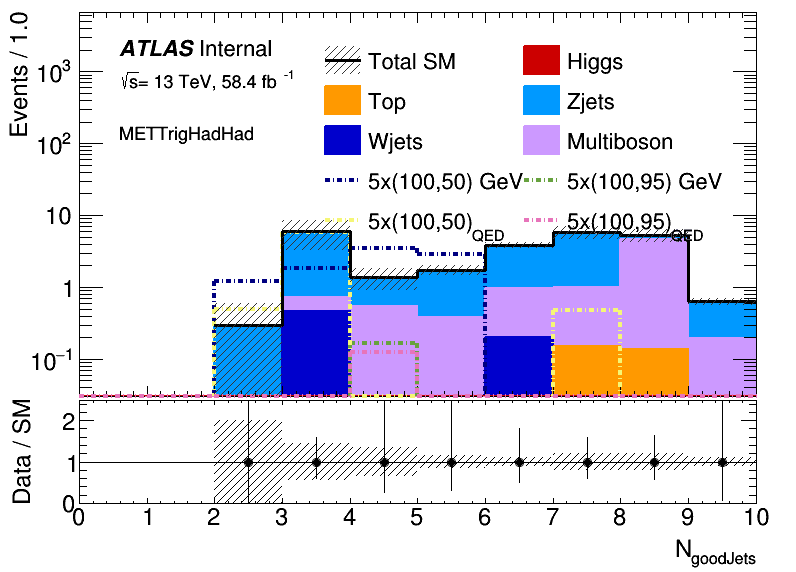 Events / 1.0
ATLAS Internal
√s= 13 TeV, 58.4 fb -1
METTrigHadHad
Total SM
Higgs
Top
Zjets
Wjets
Multiboson
5x(100,50) GeV
5x(100,95) GeV
5x(100,50)QED
5x(100,95)QED
10³
10²
10
1
10⁻¹
Data / SM
2
1
0
0 1 2 3 4 5 6 7 8 9 10
NgoodJets